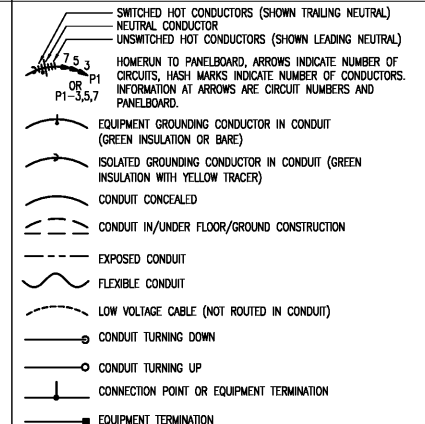 SWITCHED HOT CONDUCTORS (SHOWN TRAILING NEUTRAL)
NEUTRAL CONDUCTOR
UNSWITCHED HOT CONDUCTORS (SHOWN LEADING NEUTRAL)
7 5 3
P1
OR
P1-3,5,7
HOMERUN TO PANELBOARD, ARROWS INDICATE NUMBER OF
CIRCUITS, HASH MARKS INDICATE NUMBER OF CONDUCTORS.
INFORMATION AT ARROWS ARE CIRCUIT NUMBERS AND
PANELBOARD.
EQUIPMENT GROUNDING CONDUCTOR IN CONDUIT
(GREEN INSULATION OR BARE)
ISOLATED GROUNDING CONDUCTOR IN CONDUIT (GREEN
INSULATION WITH YELLOW TRACER)
CONDUIT CONCEALED
CONDUIT IN/UNDER FLOOR/GROUND CONSTRUCTION
EXPOSED CONDUIT
FLEXIBLE CONDUIT
LOW VOLTAGE CABLE (NOT ROUTED IN CONDUIT)
CONDUIT TURNING DOWN
CONDUIT TURNING UP
CONNECTION POINT OR EQUIPMENT TERMINATION
EQUIPMENT TERMINATION